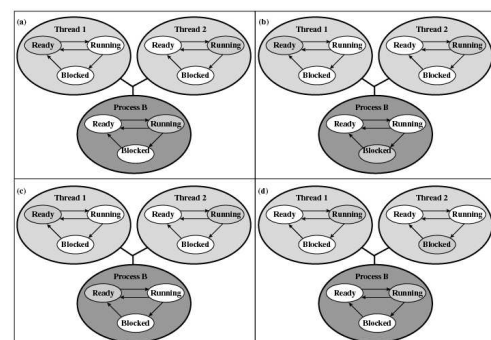 (a)
Thread 1
Thread 2
Ready
Running
Ready
Running
Blocked
Blocked
Process B
Ready
Running
Blocked
(b)
Thread 1
Thread 2
Ready
Running
Ready
Running
Blocked
Blocked
Process B
Ready
Running
Blocked
(c)
Thread 1
Thread 2
Ready
Running
Ready
Running
Blocked
Blocked
Process B
Ready
Running
Blocked
(d)
Thread 1
Thread 2
Ready
Running
Ready
Running
Blocked
Blocked
Process B
Ready
Running
Blocked